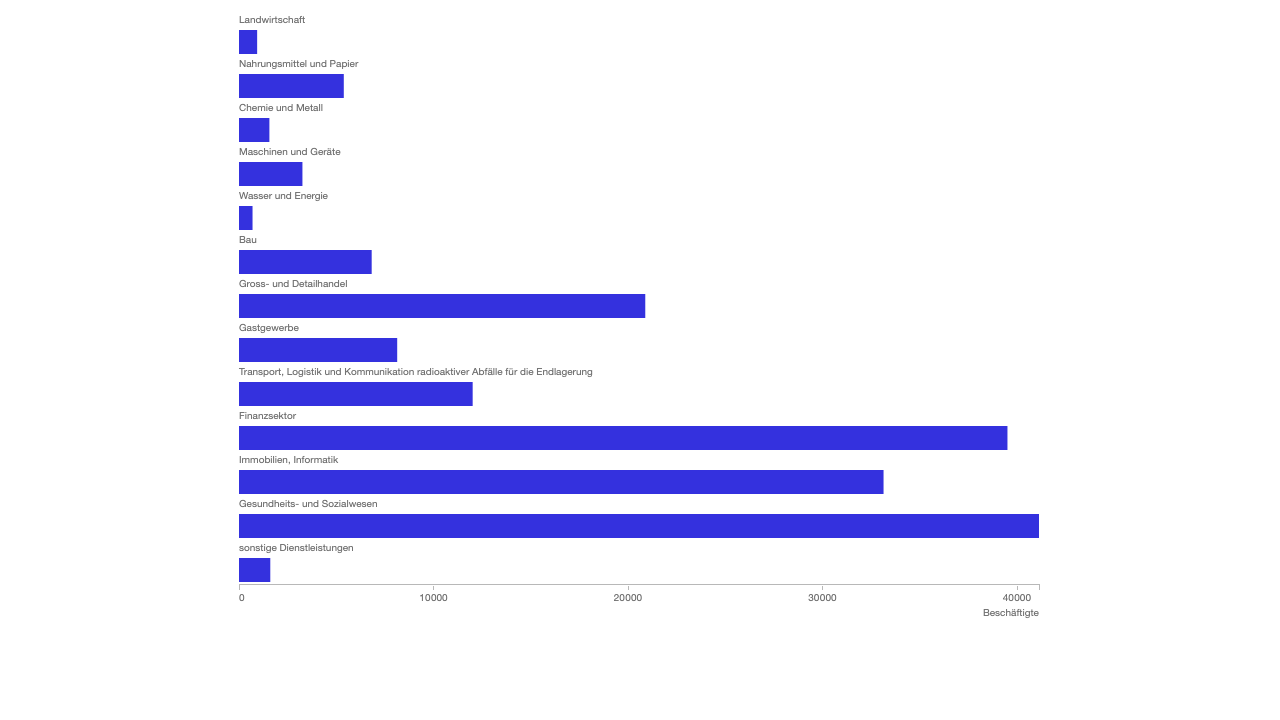 Landwirtschaft
Nahrungsmittel und Papier
Chemie und Metall
Maschinen und Geräte
Wasser und Energie
Bau
Gross- und Detailhandel
Gastgewerbe
Transport, Logistik und Kommunikation radioaktiver Abfälle für die Endlagerung
Finanzsektor
Immobilien, Informatik
Gesundheits- und Sozialwesen
sonstige Dienstleistungen
0 10000 20000 30000 40000
Beschäftigte